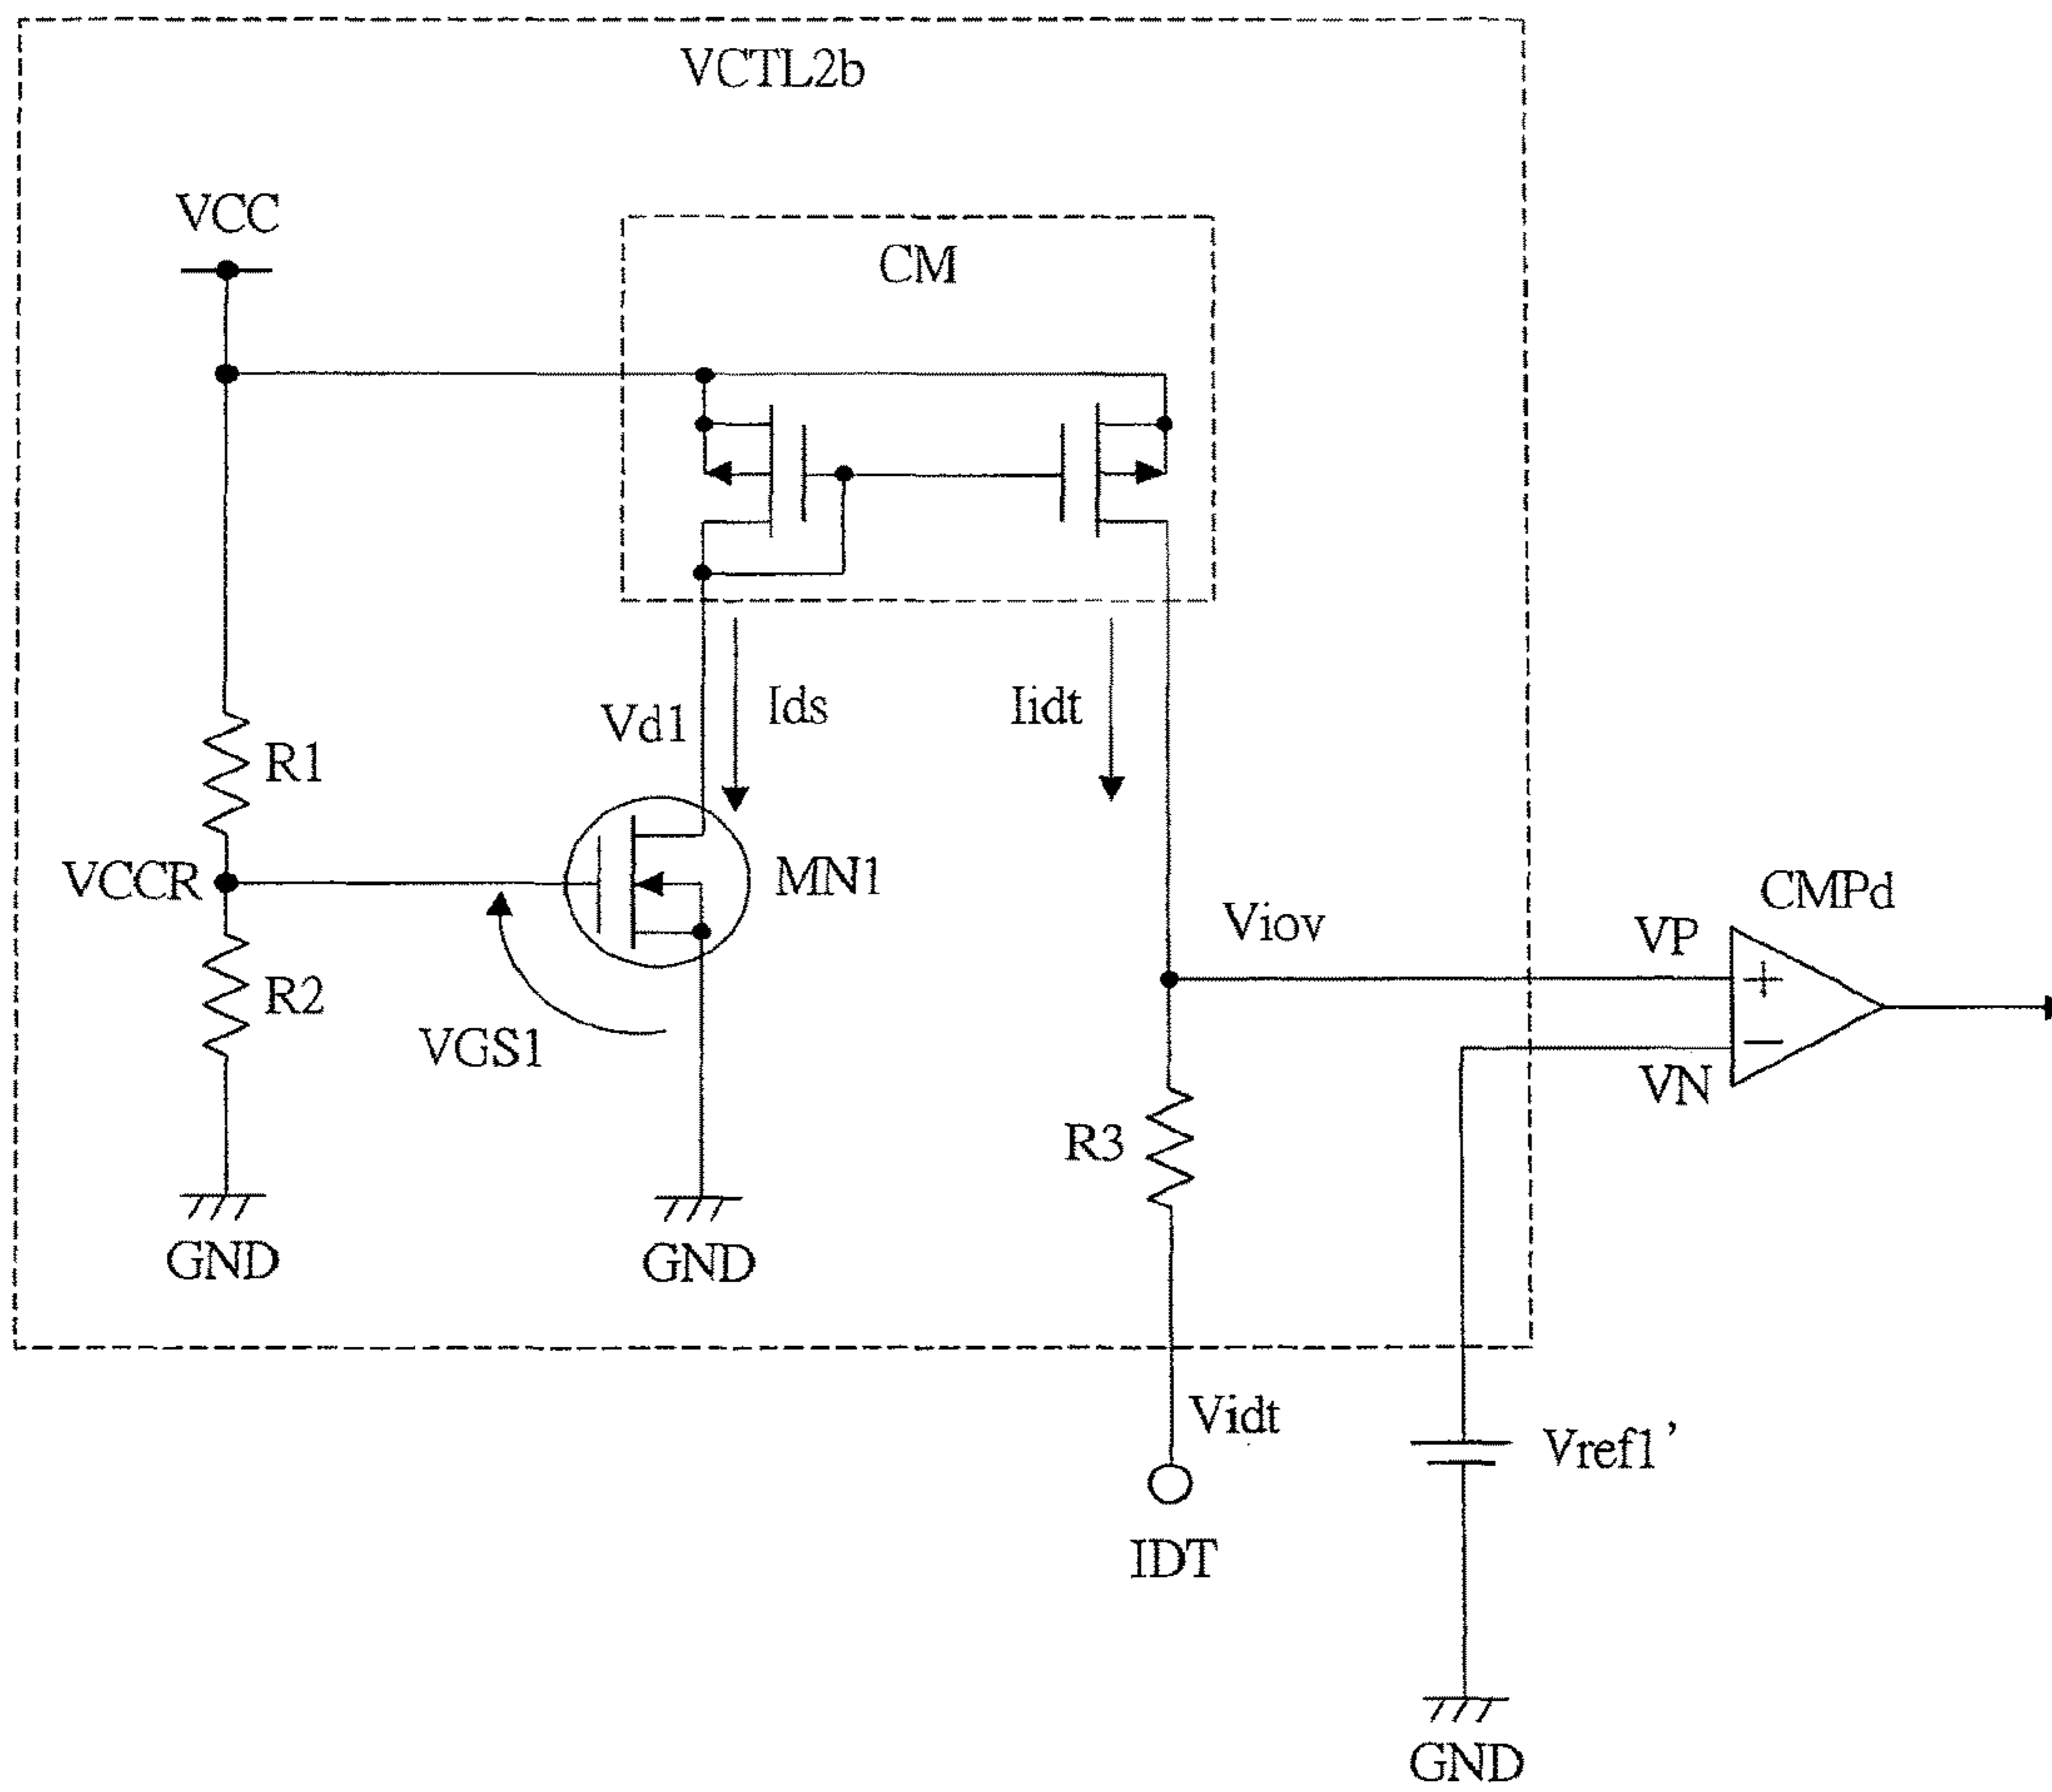 VCTL2b
VCC
CM
Vd1
Ids
Iidt
R1
VCCR
MN1
CMPd
Viov
VP
+
R2
VGS1
−
VN
R3
GND
GND
Vidt
Vref1’
IDT
GND